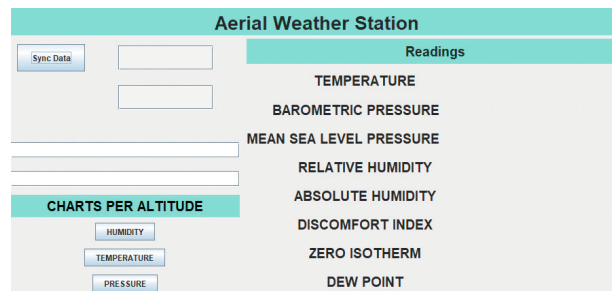 Aerial Weather Station
Sync Data
Readings
TEMPERATURE
BAROMETRIC PRESSURE
MEAN SEA LEVEL PRESSURE
RELATIVE HUMIDITY
ABSOLUTE HUMIDITY
DISCOMFORT INDEX
ZERO ISOTHERM
DEW POINT
CHARTS PER ALTITUDE
HUMIDITY
TEMPERATURE
PRESSURE